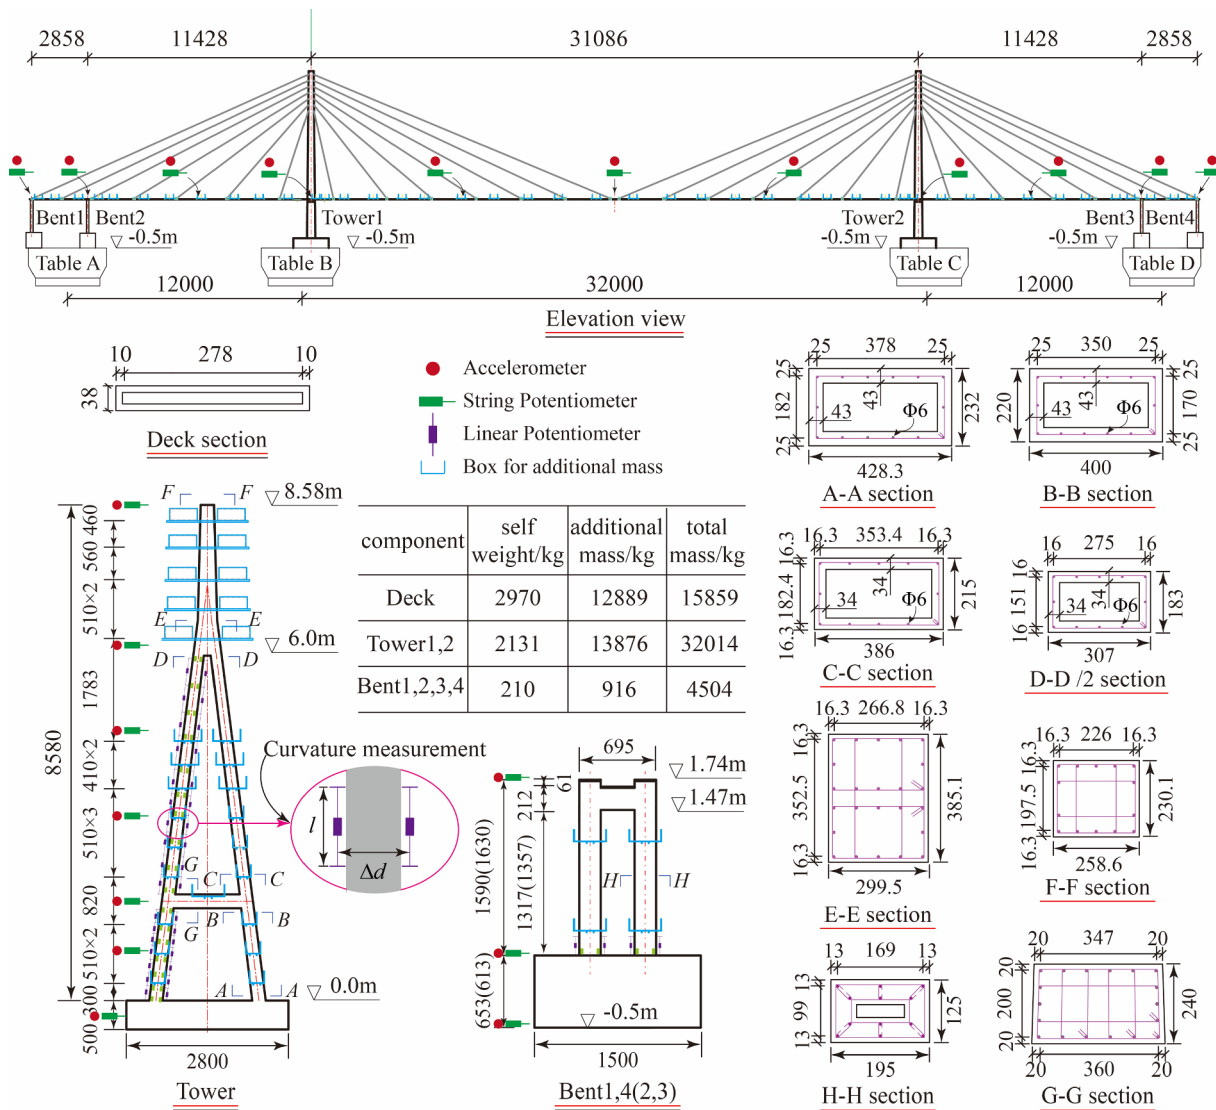 2858 11428 31086 11428 2858
Bent1 Bent2 Tower1 Tower2 Bent3 Bent4
-0.5m -0.5m -0.5m -0.5m
Table A Table B Table C Table D
12000 32000 12000
Elevation view
10 278 10
38
Deck section
Accelerometer
String Potentiometer
Linear Potentiometer
Box for additional mass
component self weight/kg additional mass/kg total mass/kg
Deck 2970 12889 15859
Tower1,2 2131 13876 32014
Bent1,2,3,4 210 916 4504
F F 8.58m
E E 6.0m
D D
G C C
G B B
A A 0.0m
460
560
510×2
1783
410×2
510×3
820
510×2
300
500
8580
2800
Tower
Curvature measurement
l
Δd
695
61
212
1.74m
1.47m
1590(1630)
1317(1357)
H H
653(613)
-0.5m
1500
Bent1,4(2,3)
25 378 25
25
182
25
43
43
Φ6
232
428.3
A-A section
25 350 25
25
170
25
220
43
43
Φ6
400
B-B section
16.3 353.4 16.3
16.3
182.4
16.3
34
34
Φ6
215
386
C-C section
16 275 16
16
151
16
34
34
Φ6
183
307
D-D /2 section
16.3 266.8 16.3
16.3
352.5
16.3
385.1
299.5
E-E section
16.3 226 16.3
16.3
197.5
16.3
230.1
258.6
F-F section
13 169 13
13
99
13
125
195
H-H section
20 347 20
20
200
20
240
20 360 20
G-G section